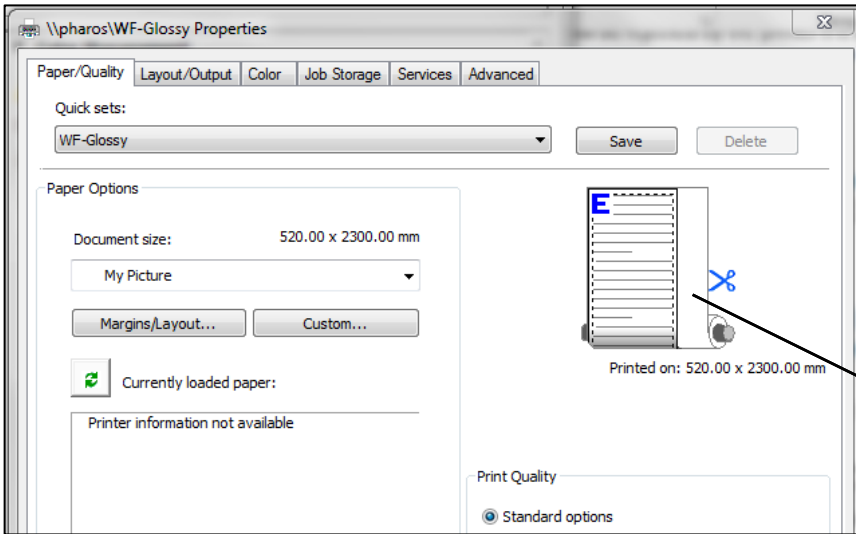 \\pharos\WF-Glossy Properties
Paper/Quality Layout/Output Color Job Storage Services Advanced
Quick sets:
WF-Glossy
Save Delete
Paper Options
Document size: 520.00 x 2300.00 mm
My Picture
Margins/Layout... Custom...
Currently loaded paper:
Printer information not available
E
Printed on: 520.00 x 2300.00 mm
Print Quality
Standard options